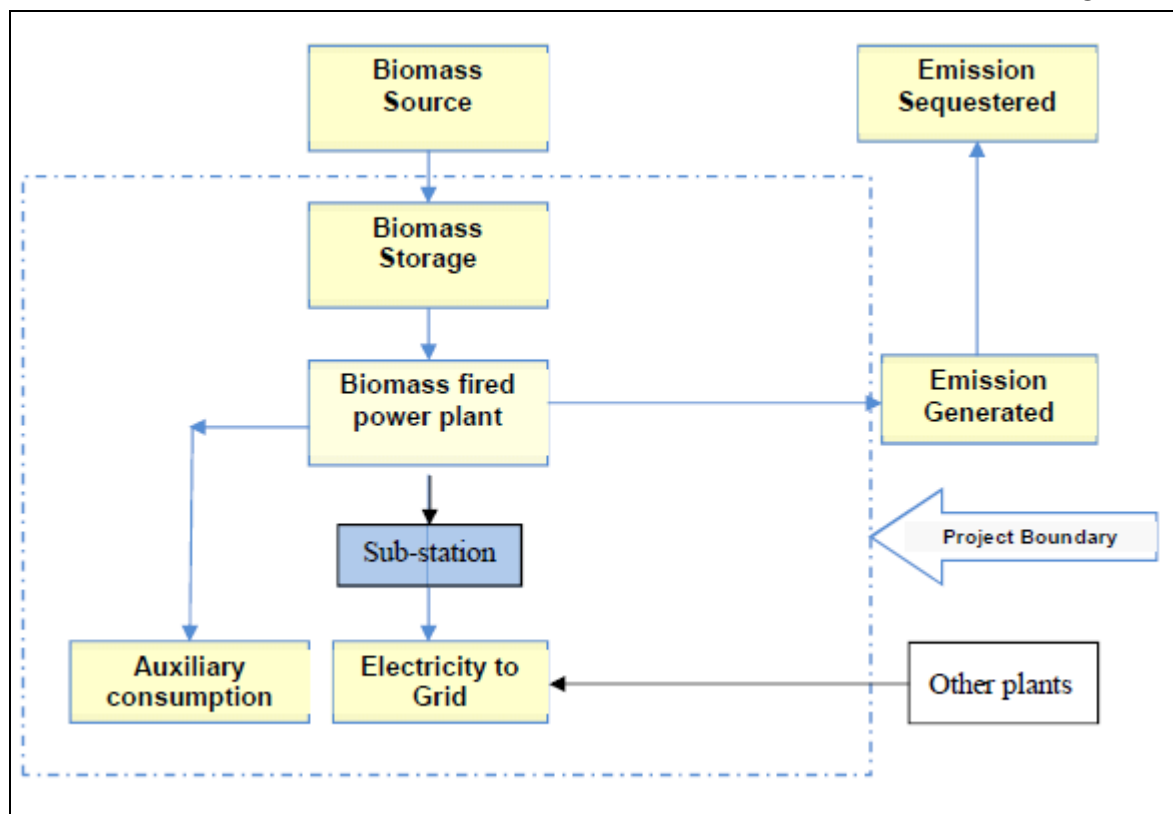 Biomass
Source
Emission
Sequestered
Biomass
Storage
Biomass fired
power plant
Emission
Generated
Sub-station
Project Boundary
Auxiliary
consumption
Electricity to
Grid
Other plants